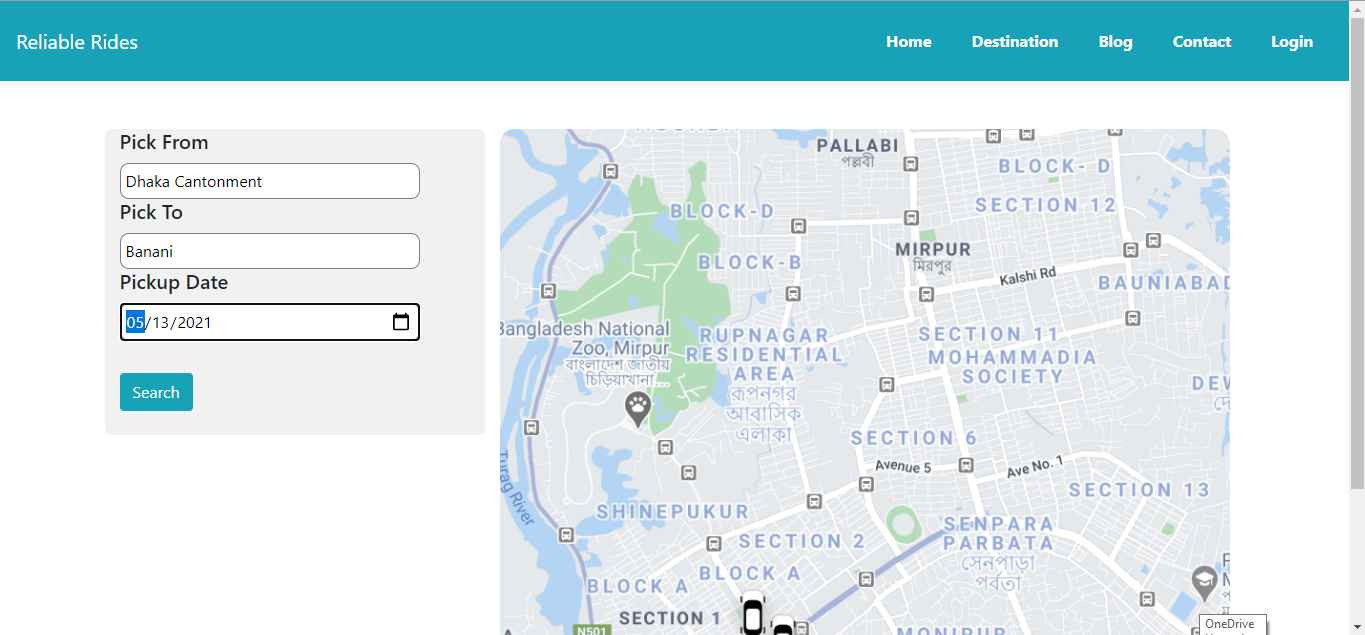 Reliable Rides
Home
Destination
Blog
Contact
Login
Pick From
Dhaka Cantonment
Pick To
Banani
Pickup Date
05/13/2021
Search
PALLABI
পল্লবী
BLOCK- D
SECTION 12
BLOCK-D
MIRPUR
মিরপুর
BLOCK-B
Kalshi Rd
BAUNIABAD
Bangladesh National
Zoo, Mirpur
বাংলাদেশ জাতীয়
চিড়িয়াখানা...
RUPNAGAR
RESIDENTIAL
AREA
রূপনগর
আবাসিক
এলাকা
SECTION 11
MOHAMMADIA
SOCIETY
SECTION 6
Avenue 5
Ave No. 1
SECTION 13
Turag River
SHINEPUKUR
SECTION 2
SENPARA
PARBATA
সেনপাড়া
পর্বতা
BLOCK A
BLOCK A
SECTION 1
N501
MONIPUR
OneDrive